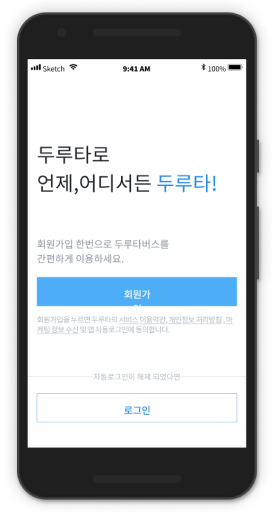 Sketch 9:41 AM 100%
두루타로
언제,어디서든 두루타!
회원가입 한번으로 두루타버스를
간편하게 이용하세요.
회원가
회원가입을 누르면 두루타의 서비스 이용약관, 개인정보 처리방침, 마
케팅 정보 수신 및 앱 자동로그인에 동의합니다.
자동로그인이 해제 되었다면
로그인